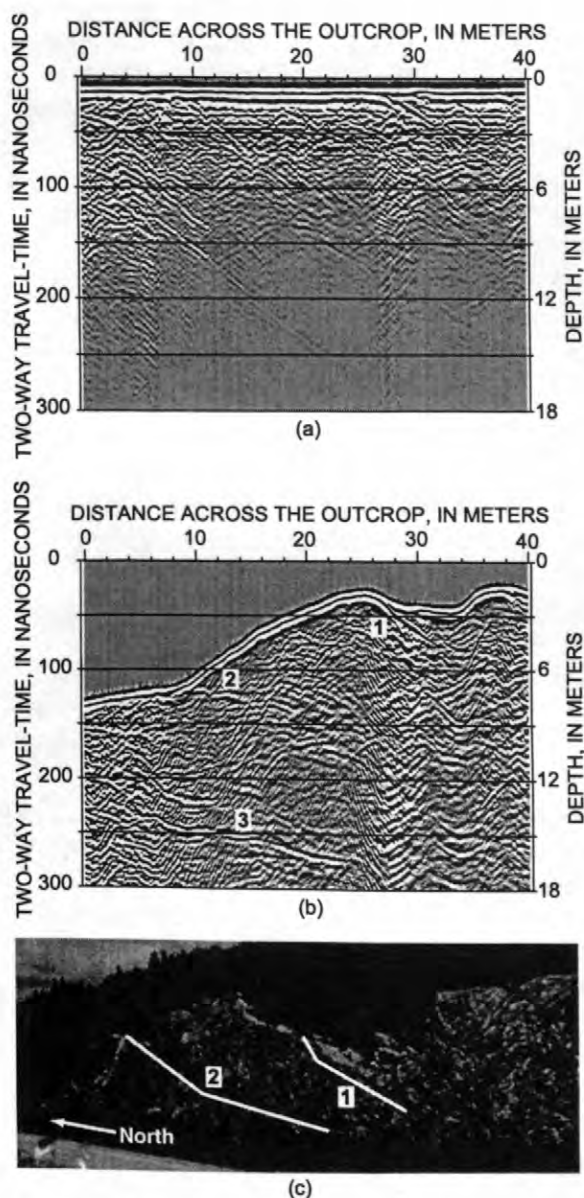 DISTANCE ACROSS THE OUTCROP, IN METERS
0 10 20 30 40
TWO-WAY TRAVEL-TIME, IN NANOSECONDS
0
100
200
300
DEPTH, IN METERS
0
6
12
18
(a)
DISTANCE ACROSS THE OUTCROP, IN METERS
0 10 20 30 40
TWO-WAY TRAVEL-TIME, IN NANOSECONDS
0
100
200
300
DEPTH, IN METERS
0
6
12
18
1
2
3
(b)
2
1
North
(c)